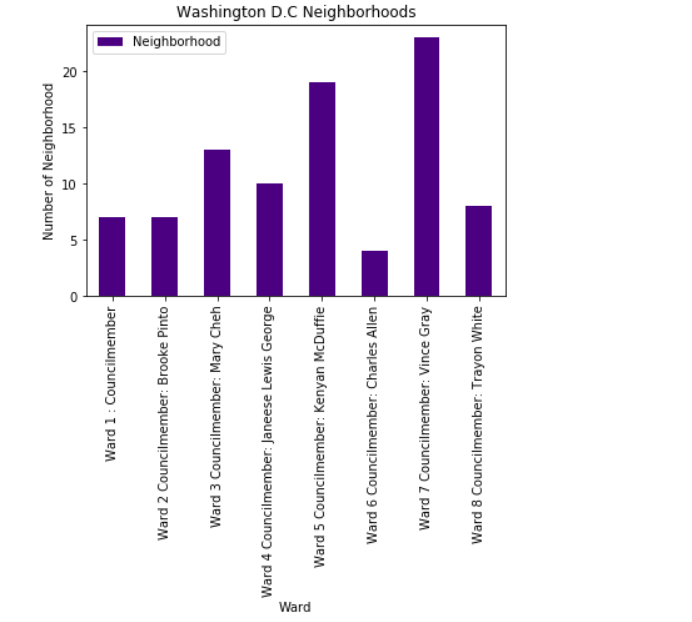 Washington D.C Neighborhoods
Neighborhood
Number of Neighborhood
20
15
10
5
0
Ward 1 : Councilmember
Ward 2 Councilmember: Brooke Pinto
Ward 3 Councilmember: Mary Cheh
Ward 4 Councilmember: Janeese Lewis George
Ward 5 Councilmember: Kenyan McDuffie
Ward 6 Councilmember: Charles Allen
Ward 7 Councilmember: Vince Gray
Ward 8 Councilmember: Trayon White
Ward